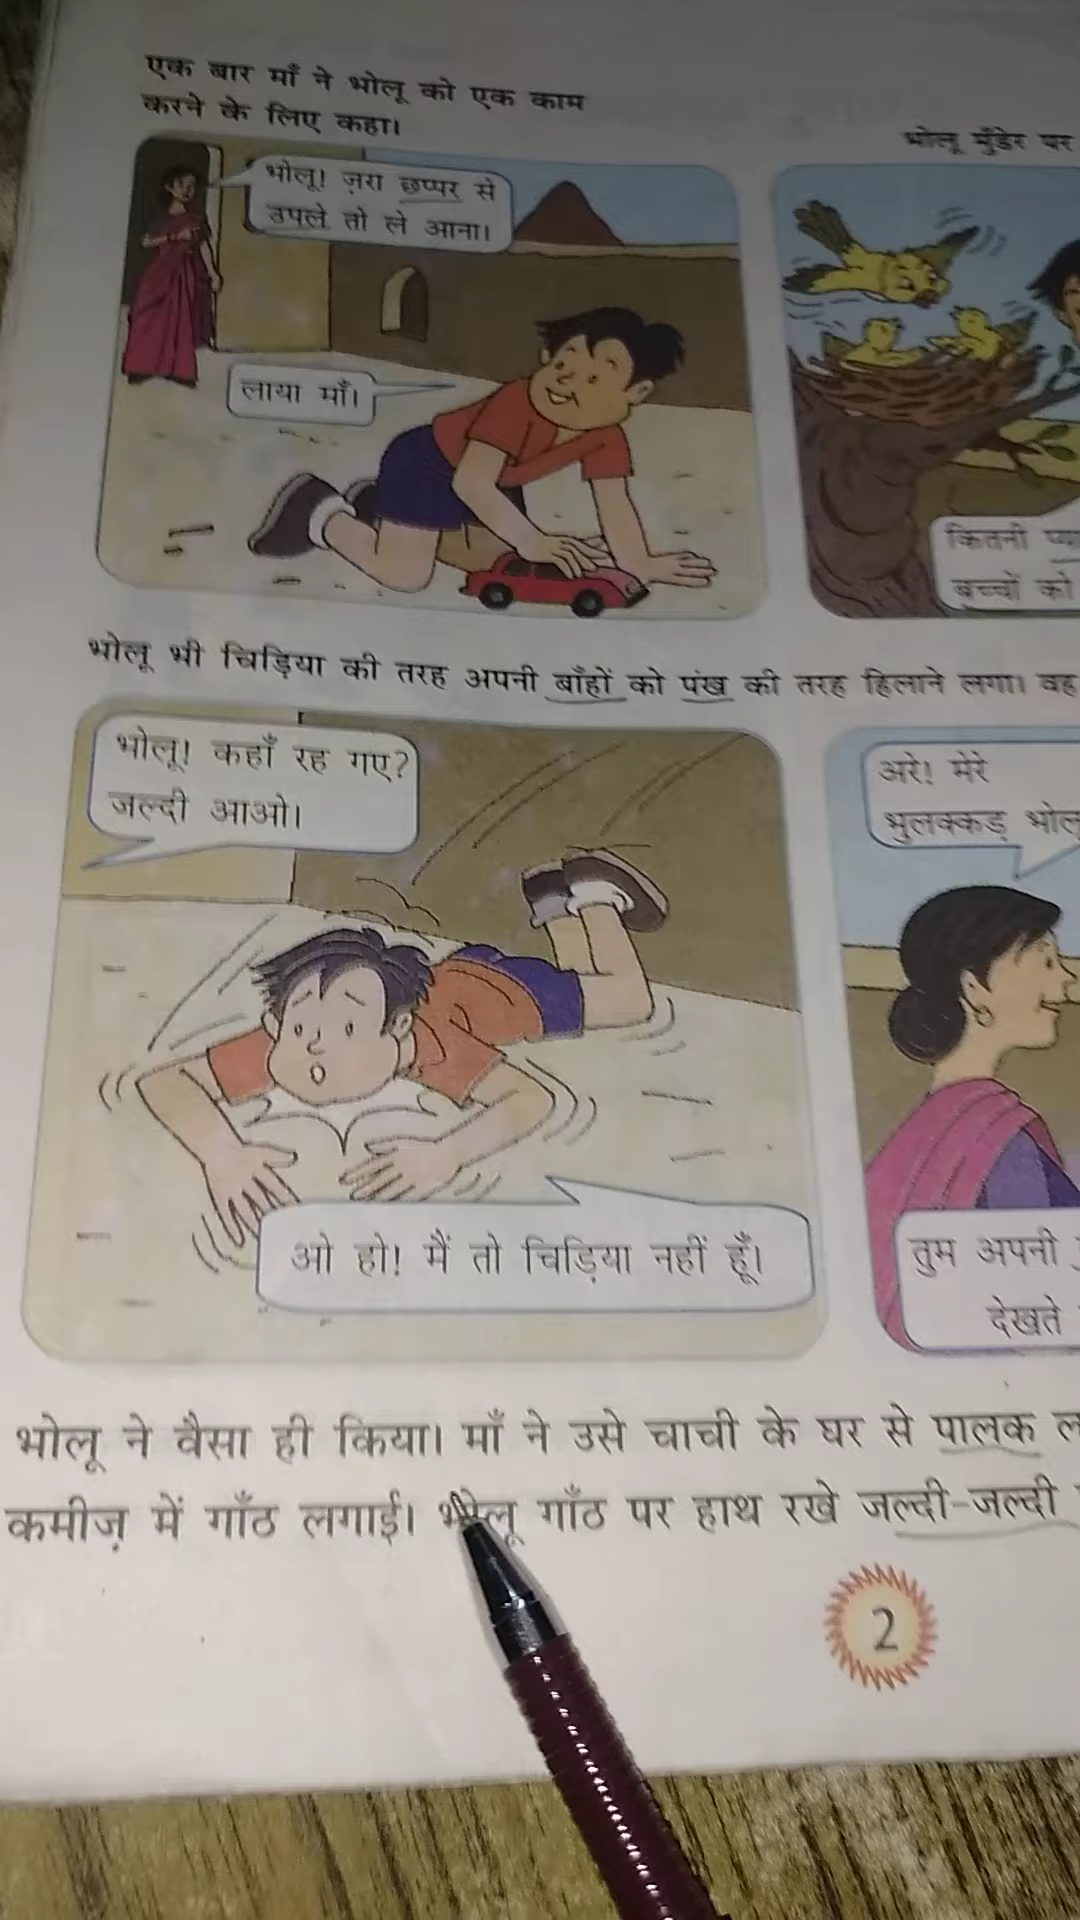 एक बार माँ ने भोलू को एक काम
करने के लिए कहा।
भोलू! ज़रा छप्पर से
उपले तो ले आना।
लाया माँ।
भोलू मुँडेर पर
कितनी
बच्चों को
भोलू भी चिड़िया की तरह अपनी बाँहों को पंख की तरह हिलाने लगा। वह
भोलू! कहाँ रह गए?
जल्दी आओ।
ओ हो! मैं तो चिड़िया नहीं हूँ।
अरे! मेरे
भुलक्कड़
तुम अपनी
देखते
भोलू ने वैसा ही किया। माँ ने उसे चाची के घर से पालक
कमीज़ में गाँठ लगाई। भोलू गाँठ पर हाथ रखे जल्दी-जल्दी
2